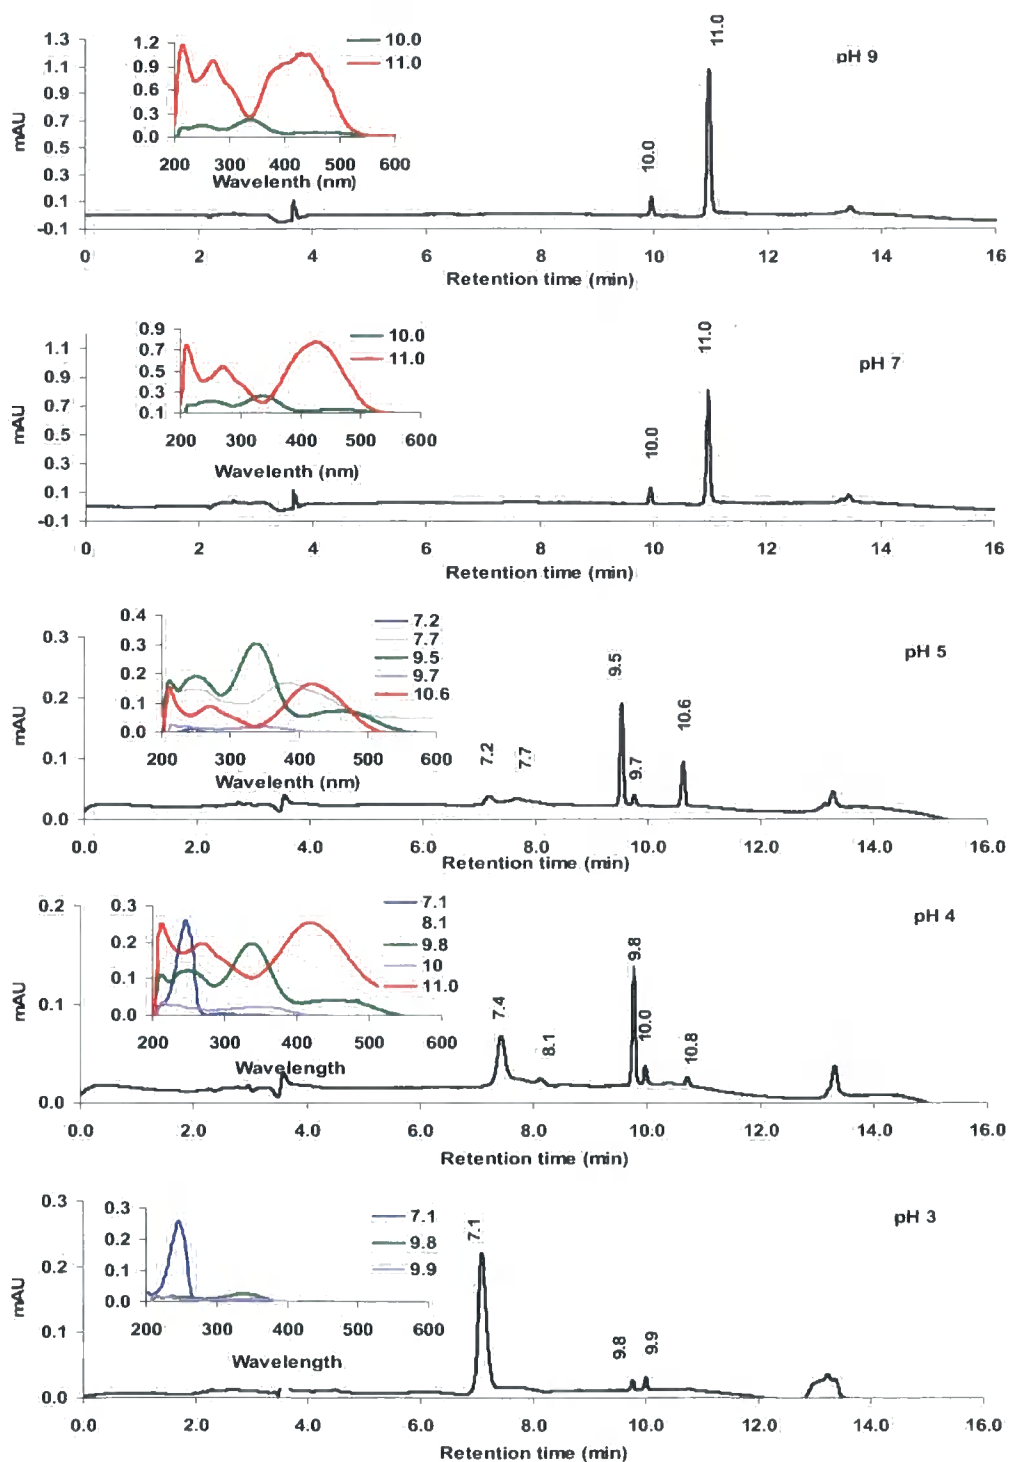 pH 9
mAU
1.3
1.1
0.9
0.7
0.5
0.3
0.1
-0.1
1.2
0.9
0.6
0.3
0.0
200 300 400 500 600
Wavelenth (nm)
10.0
11.0
10.0
11.0
0 2 4 6 8 10 12 14 16
Retention time (min)
pH 7
mAU
1.1
0.9
0.7
0.5
0.3
0.1
-0.1
0.9
0.7
0.5
0.3
0.1
200 300 400 500 600
Wavelenth (nm)
10.0
11.0
10.0
11.0
0 2 4 6 8 10 12 14 16
Retention time (min)
pH 5
mAU
0.3
0.2
0.1
0.0
0.4
0.3
0.2
0.1
0.0
200 300 400 500 600
Wavelenth (nm)
7.2
7.7
9.5
9.7
10.6
7.2
7.7
9.5
9.7
10.6
0.0 2.0 4.0 6.0 8.0 10.0 12.0 14.0 16.0
Retention time (min)
pH 4
mAU
0.2
0.1
0.0
0.3
0.2
0.1
0.0
200 300 400 500 600
Wavelength
7.1
8.1
9.8
10
11.0
7.4
8.1
9.8
10.0
10.8
0.0 2.0 4.0 6.0 8.0 10.0 12.0 14.0 16.0
Retention time (min)
pH 3
mAU
0.3
0.2
0.1
0.0
0.3
0.2
0.1
0.0
200 300 400 500 600
Wavelength
7.1
9.8
9.9
7.1
9.8
9.9
0.0 2.0 4.0 6.0 8.0 10.0 12.0 14.0 16.0
Retention time (min)